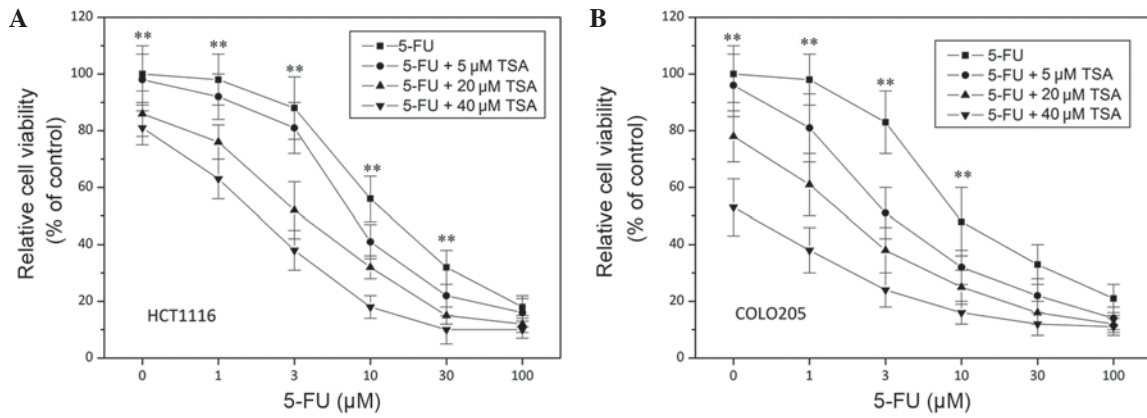 A
120
100
80
60
40
20
0
Relative cell viability
(% of control)
**
**
**
**
**
5-FU
5-FU + 5 µM TSA
5-FU + 20 µM TSA
5-FU + 40 µM TSA
HCT1116
0 1 3 10 30 100
5-FU (µM)
B
120
100
80
60
40
20
0
Relative cell viability
(% of control)
**
**
**
**
5-FU
5-FU + 5 µM TSA
5-FU + 20 µM TSA
5-FU + 40 µM TSA
COLO205
0 1 3 10 30 100
5-FU (µM)